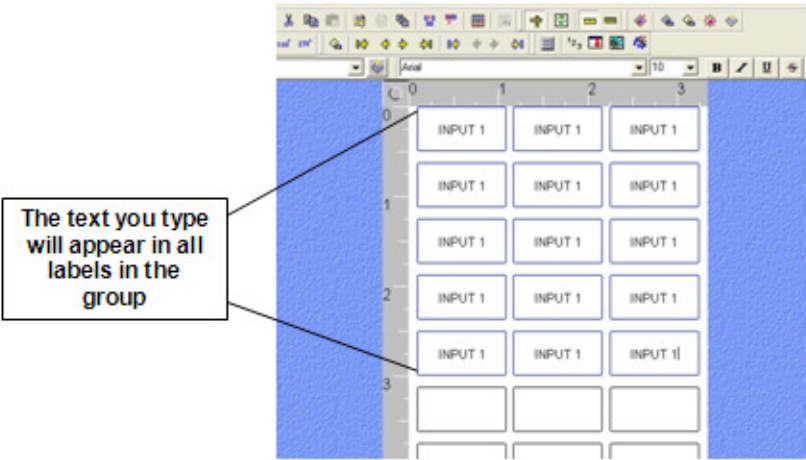 Arial 10 B I U S
0 1 2 3
0
INPUT 1 INPUT 1 INPUT 1
The text you type
will appear in all
labels in the
group
INPUT 1 INPUT 1 INPUT 1
1
INPUT 1 INPUT 1 INPUT 1
2
INPUT 1 INPUT 1 INPUT 1
INPUT 1 INPUT 1 INPUT 1
3